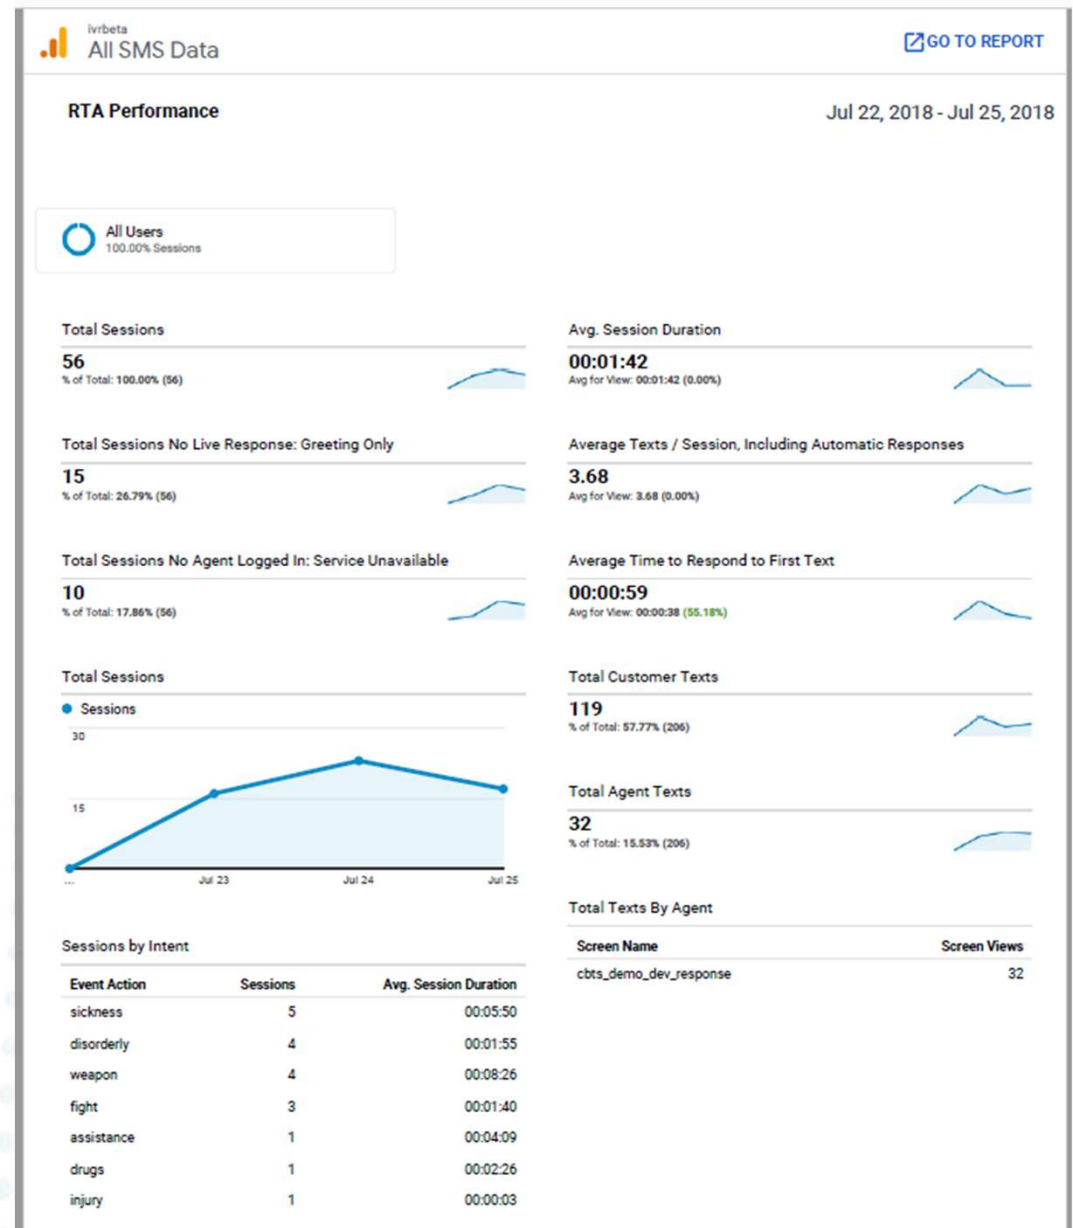 ivrbeta
All SMS Data
GO TO REPORT
RTA Performance
Jul 22, 2018 - Jul 25, 2018
All Users
100.00% Sessions
Total Sessions
56
% of Total: 100.00% (56)
Total Sessions No Live Response: Greeting Only
15
% of Total: 26.79% (56)
Total Sessions No Agent Logged In: Service Unavailable
10
% of Total: 17.86% (56)
Total Sessions
Sessions
30
15
...
Jul 23
Jul 24
Jul 25
Sessions by Intent
Event Action Sessions Avg. Session Duration
sickness 5 00:05:50
disorderly 4 00:01:55
weapon 4 00:08:26
fight 3 00:01:40
assistance 1 00:04:09
drugs 1 00:02:26
injury 1 00:00:03
Avg. Session Duration
00:01:42
Avg for View: 00:01:42 (0.00%)
Average Texts / Session, Including Automatic Responses
3.68
Avg for View: 3.68 (0.00%)
Average Time to Respond to First Text
00:00:59
Avg for View: 00:00:38 (55.18%)
Total Customer Texts
119
% of Total: 57.77% (206)
Total Agent Texts
32
% of Total: 15.53% (206)
Total Texts By Agent
Screen Name Screen Views
cbts_demo_dev_response 32